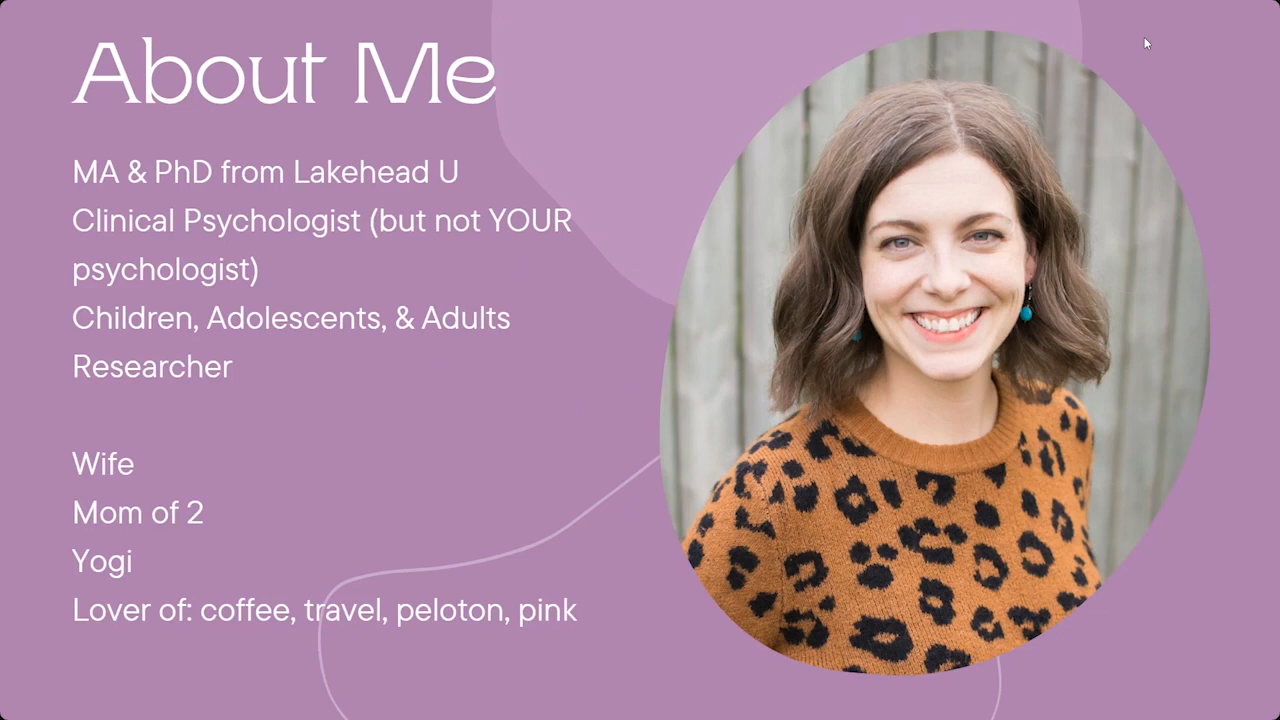 About Me
MA & PhD from Lakehead U
Clinical Psychologist (but not YOUR
psychologist)
Children, Adolescents, & Adults
Researcher
Wife
Mom of 2
Yogi
Lover of: coffee, travel, peloton, pink